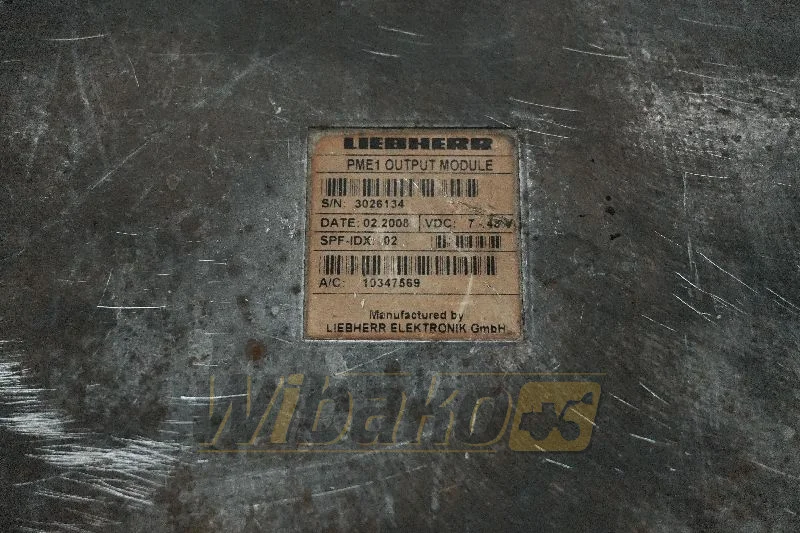 LIEBHERR
PME1 OUTPUT MODULE
S/N: 3026134
DATE: 02.2008 VDC: 7 - 48 V
SPF-IDX: 02
A/C: 10347569
Manufactured by
LIEBHERR ELEKTRONIK GmbH
Wibako